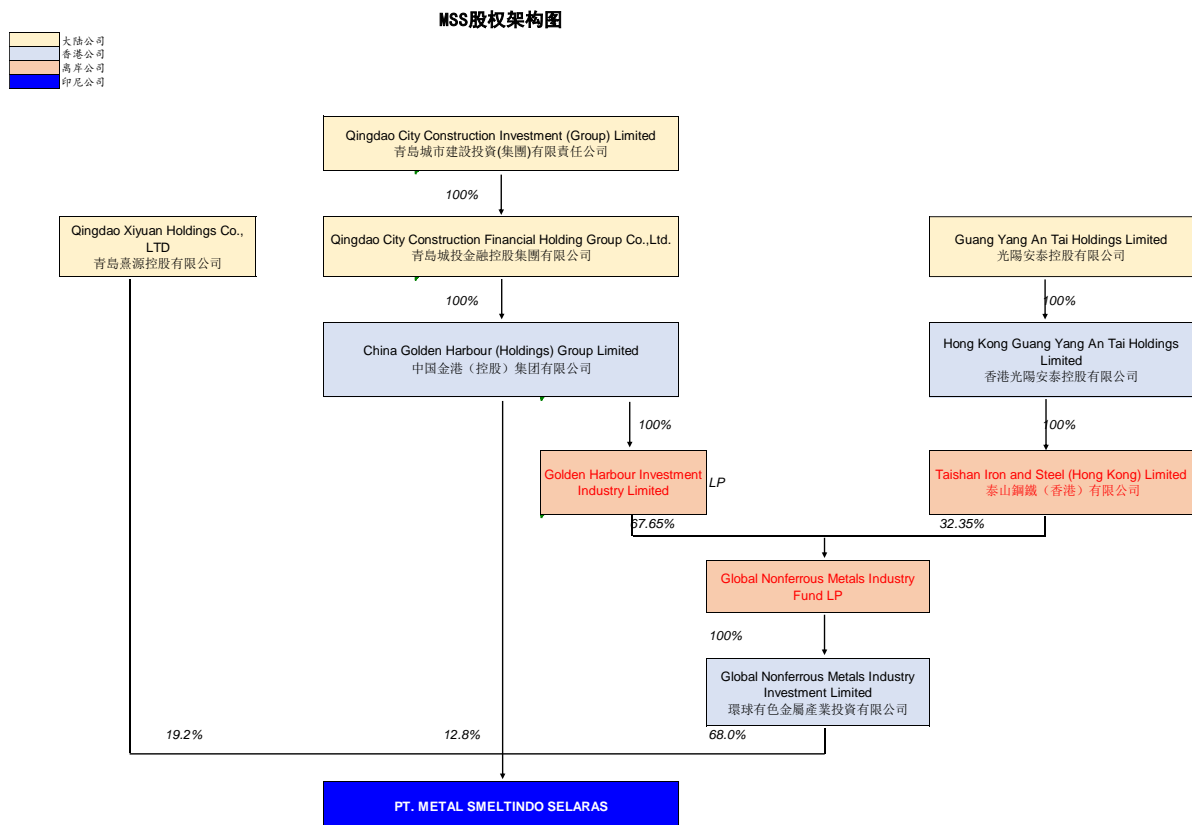 MSS股权架构图
大陆公司
香港公司
离岸公司
印尼公司
Qingdao City Construction Investment (Group) Limited
青島城市建設投資(集團)有限責任公司
100%
Qingdao Xiyuan Holdings Co.,
LTD
青島熹源控股有限公司
Qingdao City Construction Financial Holding Group Co.,Ltd.
青島城投金融控股集團有限公司
Guang Yang An Tai Holdings Limited
光陽安泰控股有限公司
100%
100%
China Golden Harbour (Holdings) Group Limited
中国金港（控股）集团有限公司
Hong Kong Guang Yang An Tai Holdings
Limited
香港光陽安泰控股有限公司
100%
100%
Golden Harbour Investment
Industry Limited
LP
Taishan Iron and Steel (Hong Kong) Limited
泰山鋼鐵（香港）有限公司
67.65%
32.35%
Global Nonferrous Metals Industry
Fund LP
100%
Global Nonferrous Metals Industry
Investment Limited
環球有色金屬產業投資有限公司
19.2%
12.8%
68.0%
PT. METAL SMELTINDO SELARAS